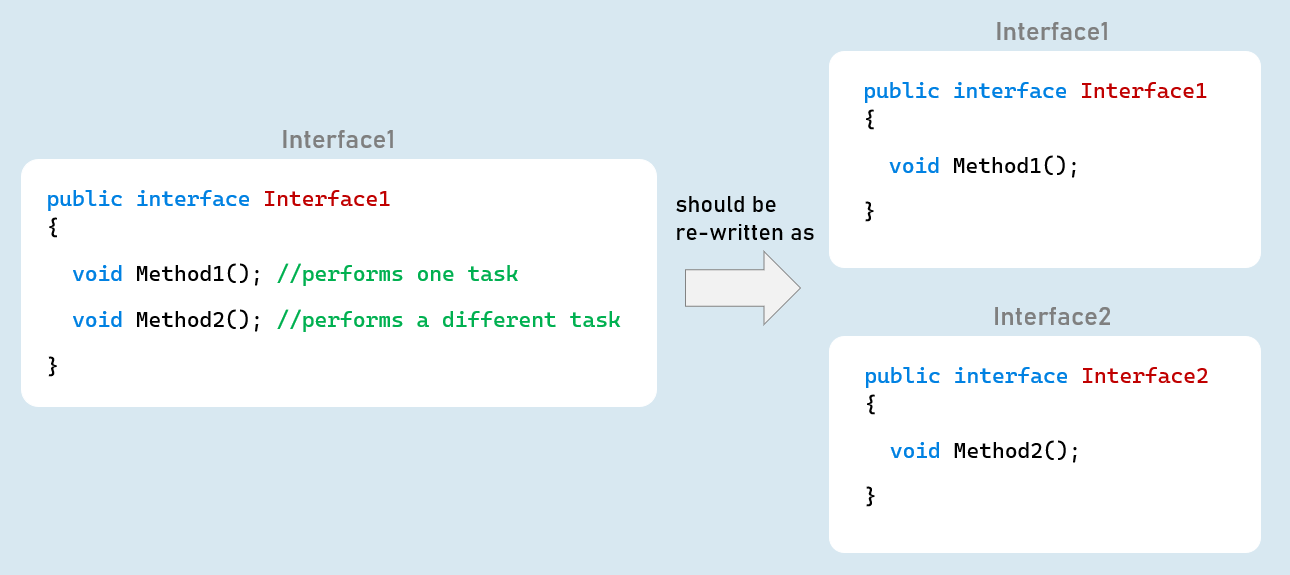 Interface1
public interface Interface1
{
void Method1(); //performs one task
void Method2(); //performs a different task
}
should be
re-written as
Interface1
public interface Interface1
{
void Method1();
}
Interface2
public interface Interface2
{
void Method2();
}